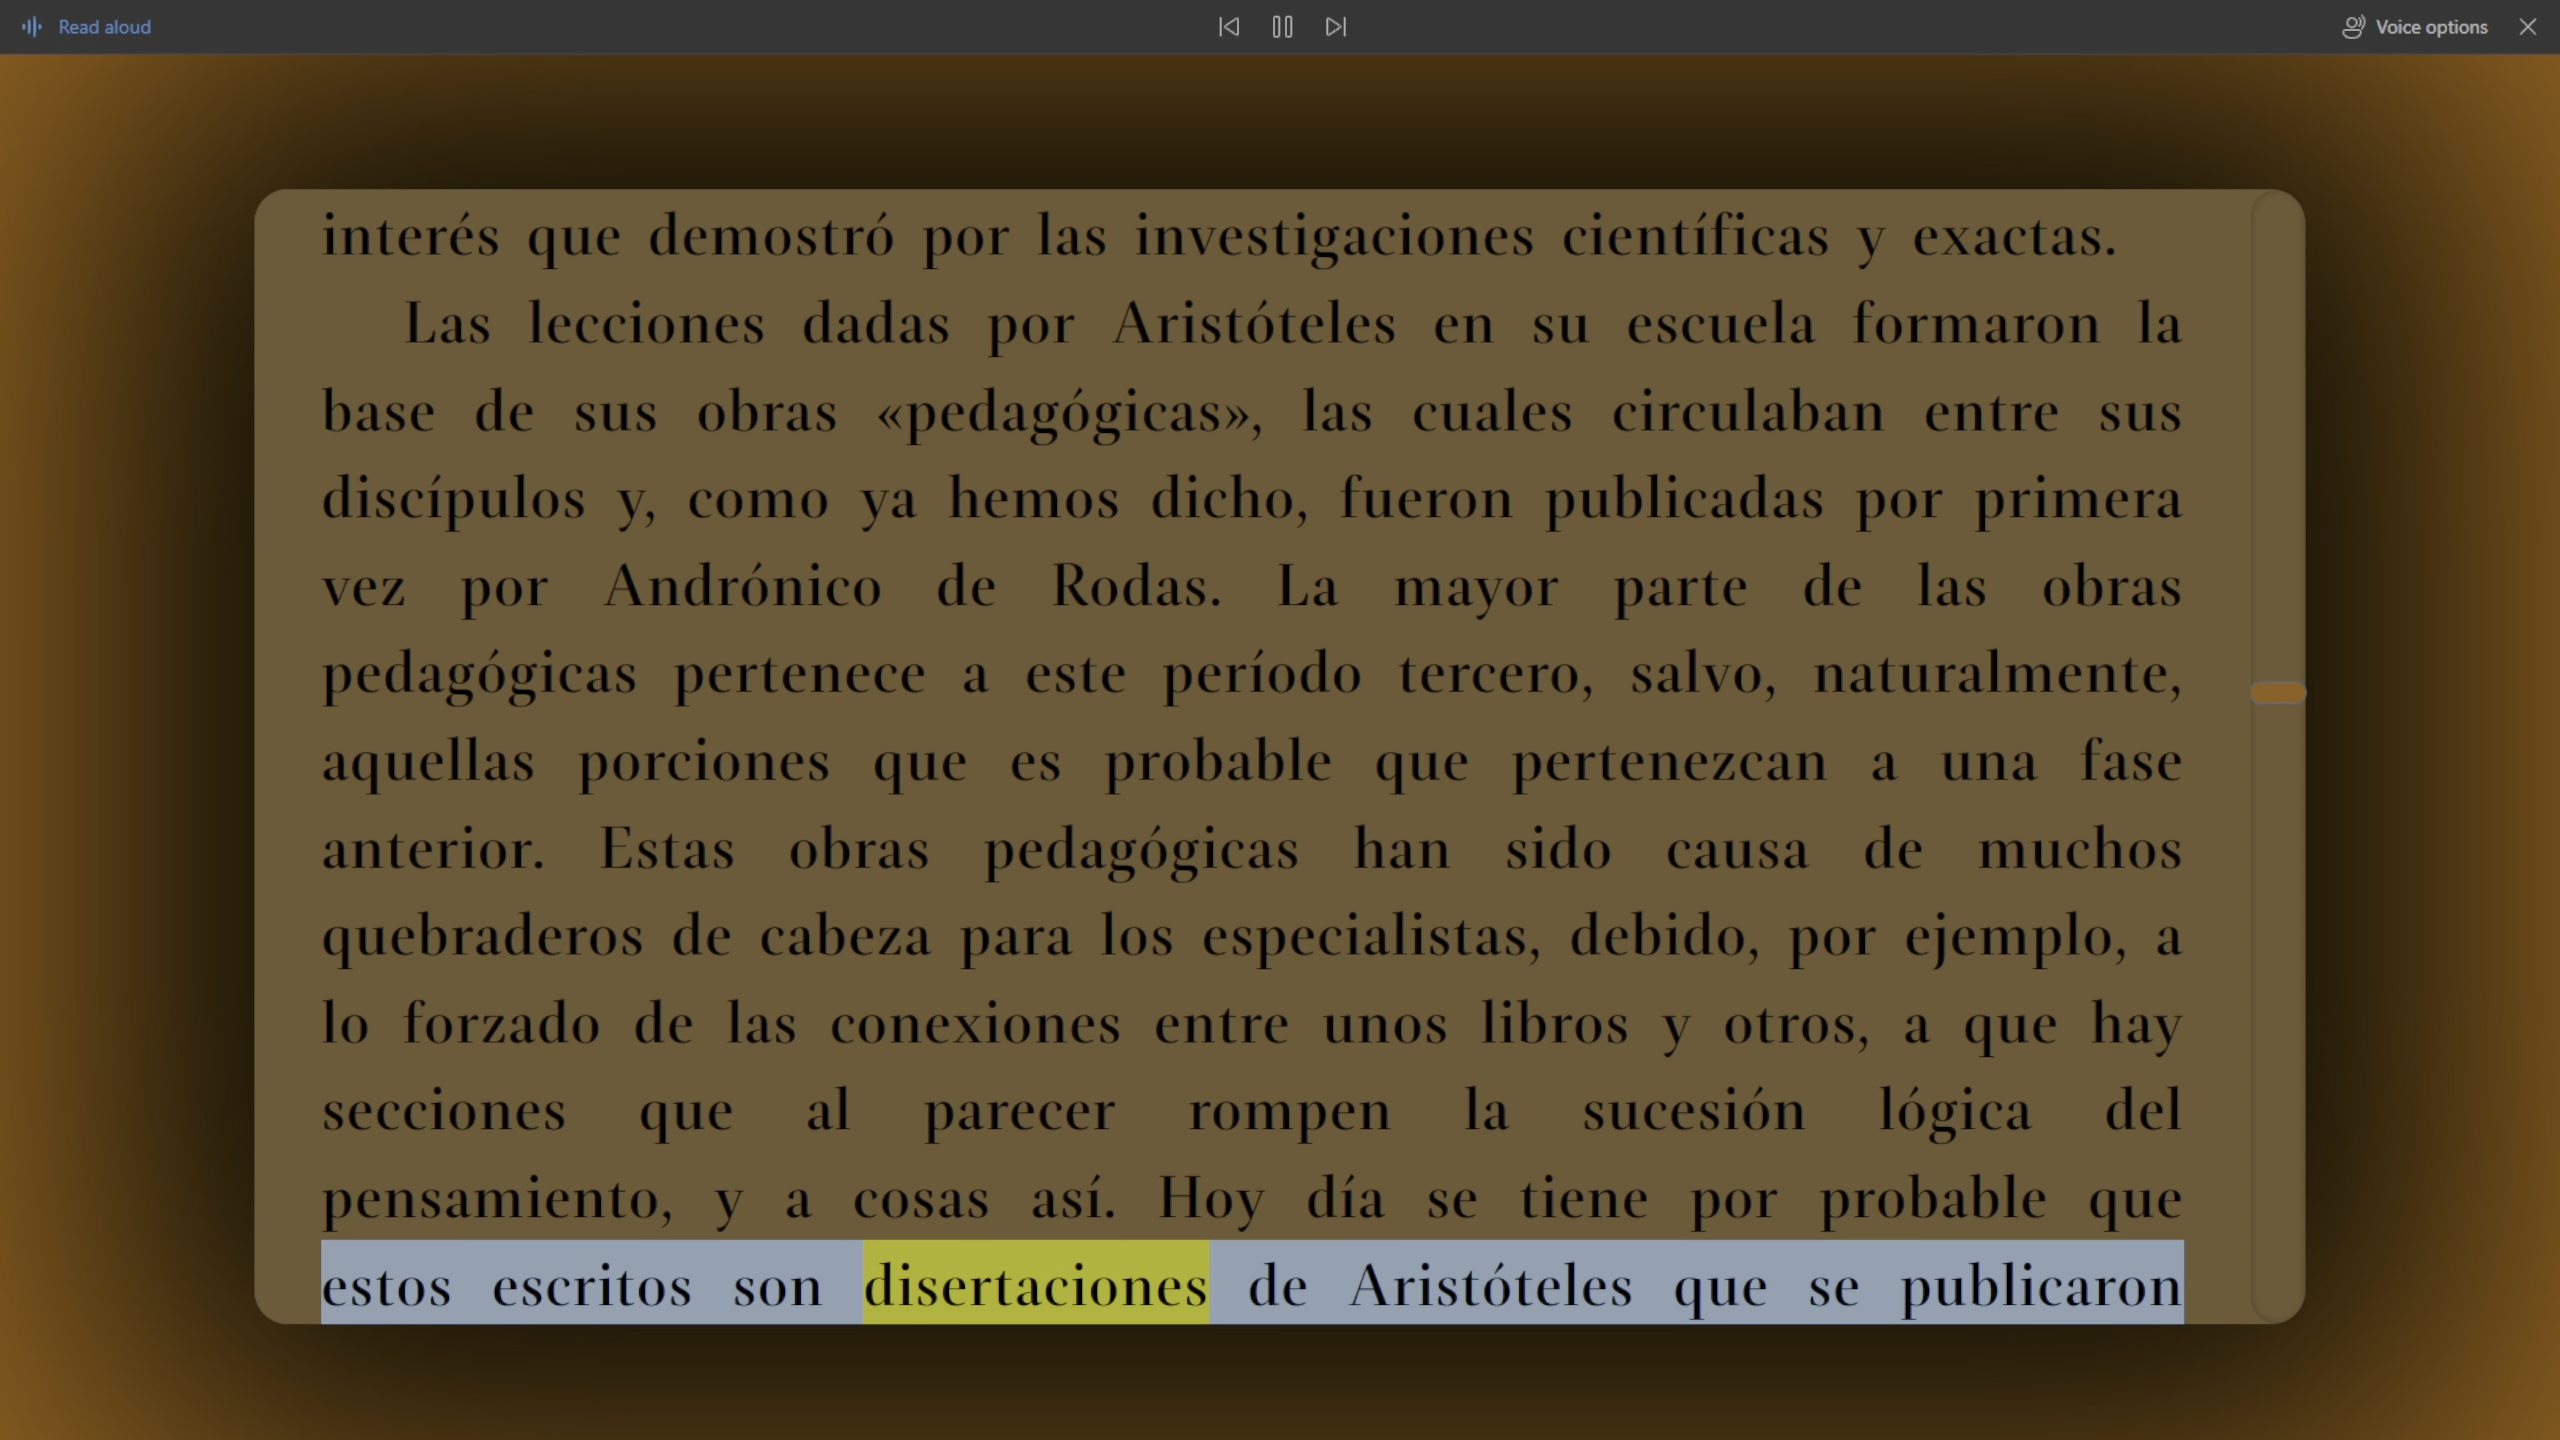 Read aloud
Voice options
interés que demostró por las investigaciones científicas y exactas.
Las lecciones dadas por Aristóteles en su escuela formaron la
base de sus obras «pedagógicas», las cuales circulaban entre sus
discípulos y, como ya hemos dicho, fueron publicadas por primera
vez por Andrónico de Rodas. La mayor parte de las obras
pedagógicas pertenece a este período tercero, salvo, naturalmente,
aquellas porciones que es probable que pertenezcan a una fase
anterior. Estas obras pedagógicas han sido causa de muchos
quebraderos de cabeza para los especialistas, debido, por ejemplo, a
lo forzado de las conexiones entre unos libros y otros, a que hay
secciones que al parecer rompen la sucesión lógica del
pensamiento, y a cosas así. Hoy día se tiene por probable que
estos escritos son disertaciones de Aristóteles que se publicaron